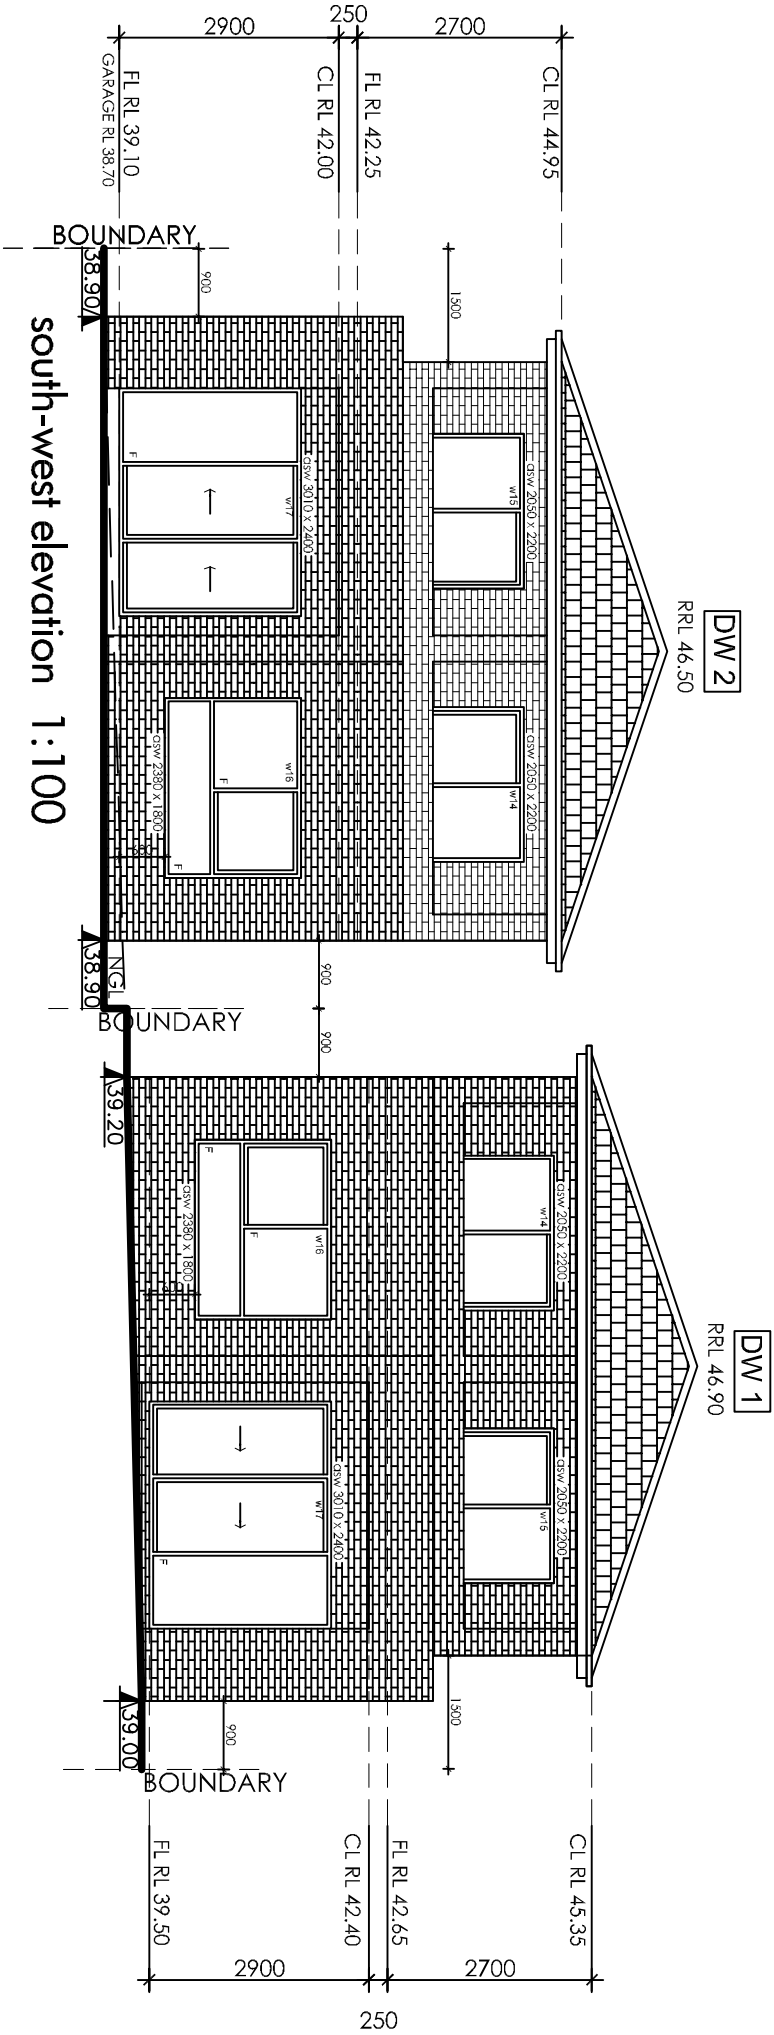 DW 2
RRL 46.50
DW 1
RRL 46.90
2700
250
2900
CL RL 44.95
FL RL 42.25
CL RL 42.00
FL RL 39.10
GARAGE RL 38.70
BOUNDARY
38.90
900
1500
asw 2050 x 2200
w15
asw 2050 x 2200
w14
asw 3010 x 2400
w17
F
w16
F
F
asw 2380 x 1800
NGL
38.90
BOUNDARY
900
900
39.20
asw 2050 x 2200
w14
asw 2050 x 2200
w15
w16
F
F
asw 2380 x 1800
asw 3010 x 2400
w17
F
1500
900
39.00
BOUNDARY
CL RL 45.35
FL RL 42.65
CL RL 42.40
FL RL 39.50
2700
250
2900
south-west elevation 1:100